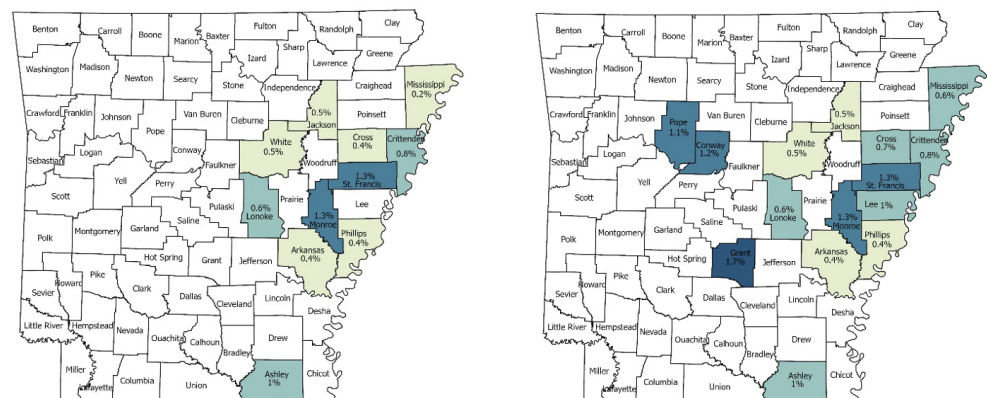 Benton
Carroll
Boone
Marion
Baxter
Fulton
Randolph
Clay
Sharp
Greene
Izard
Lawrence
Washington
Madison
Newton
Searcy
Stone
Independence
Craighead
Mississippi
0.2%
0.5%
Jackson
Poinsett
Crawford
Franklin
Johnson
Pope
Van Buren
Cleburne
White
0.5%
Cross
0.4%
Crittenden
0.8%
Sebastian
Logan
Conway
Faulkner
Woodruff
1.3%
St. Francis
Scott
Yell
Perry
Pulaski
0.6%
Lonoke
Prairie
1.3%
Monroe
Lee
Saline
Garland
Phillips
0.4%
Polk
Montgomery
Hot Spring
Grant
Jefferson
Arkansas
0.4%
Pike
Howard
Sevier
Clark
Dallas
Cleveland
Lincoln
Desha
Little River
Hempstead
Nevada
Ouachita
Calhoun
Bradley
Drew
Miller
Lafayette
Columbia
Union
Ashley
1%
Chicot
Benton
Carroll
Boone
Marion
Baxter
Fulton
Randolph
Clay
Sharp
Greene
Izard
Lawrence
Washington
Madison
Newton
Searcy
Stone
Independence
Craighead
Mississippi
0.6%
0.5%
Jackson
Poinsett
Crawford
Franklin
Johnson
Pope
1.1%
Van Buren
Cleburne
White
0.5%
Cross
0.7%
Crittenden
0.8%
Sebastian
Logan
Conway
1.2%
Faulkner
Woodruff
1.3%
St. Francis
Scott
Yell
Perry
Pulaski
0.6%
Lonoke
Prairie
1.3%
Monroe
Lee 1%
Saline
Garland
Phillips
0.4%
Polk
Montgomery
Hot Spring
Grant
1.7%
Jefferson
Arkansas
0.4%
Pike
Howard
Sevier
Clark
Dallas
Cleveland
Lincoln
Desha
Little River
Hempstead
Nevada
Ouachita
Calhoun
Bradley
Drew
Miller
Lafayette
Columbia
Union
Ashley
1%
Chicot